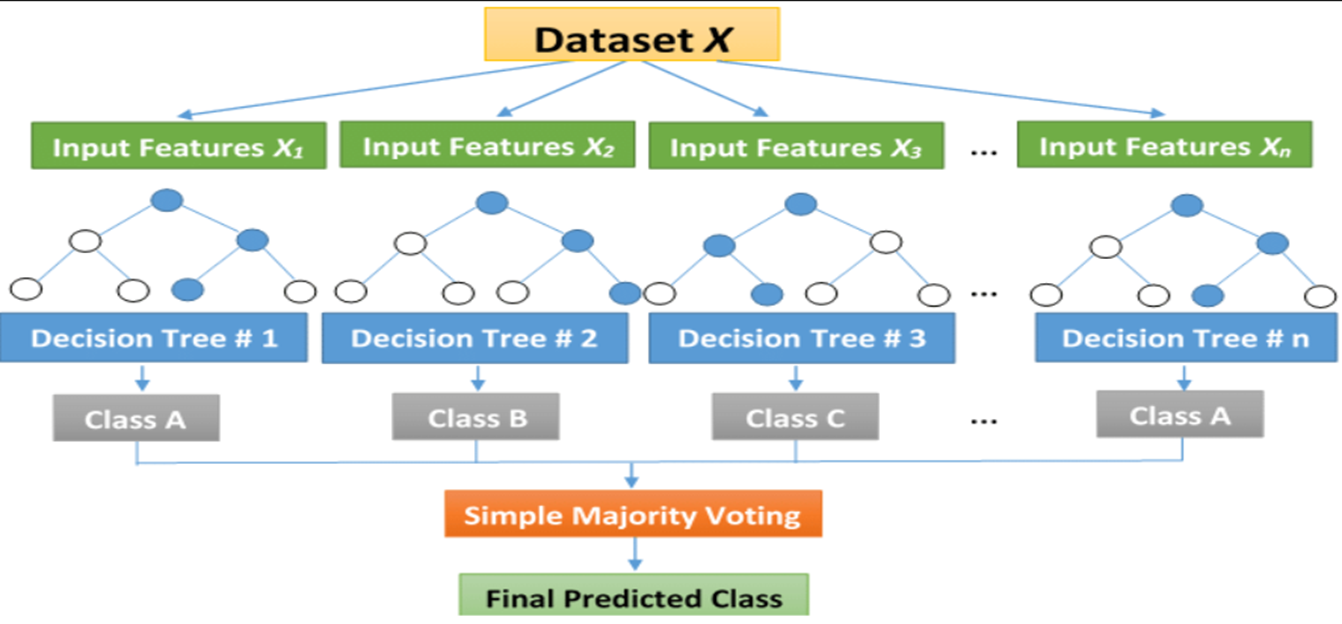 Dataset X
Input Features X1
Input Features X2
Input Features X3
...
Input Features Xn
...
Decision Tree # 1
Decision Tree # 2
Decision Tree # 3
Decision Tree # n
Class A
Class B
Class C
...
Class A
Simple Majority Voting
Final Predicted Class